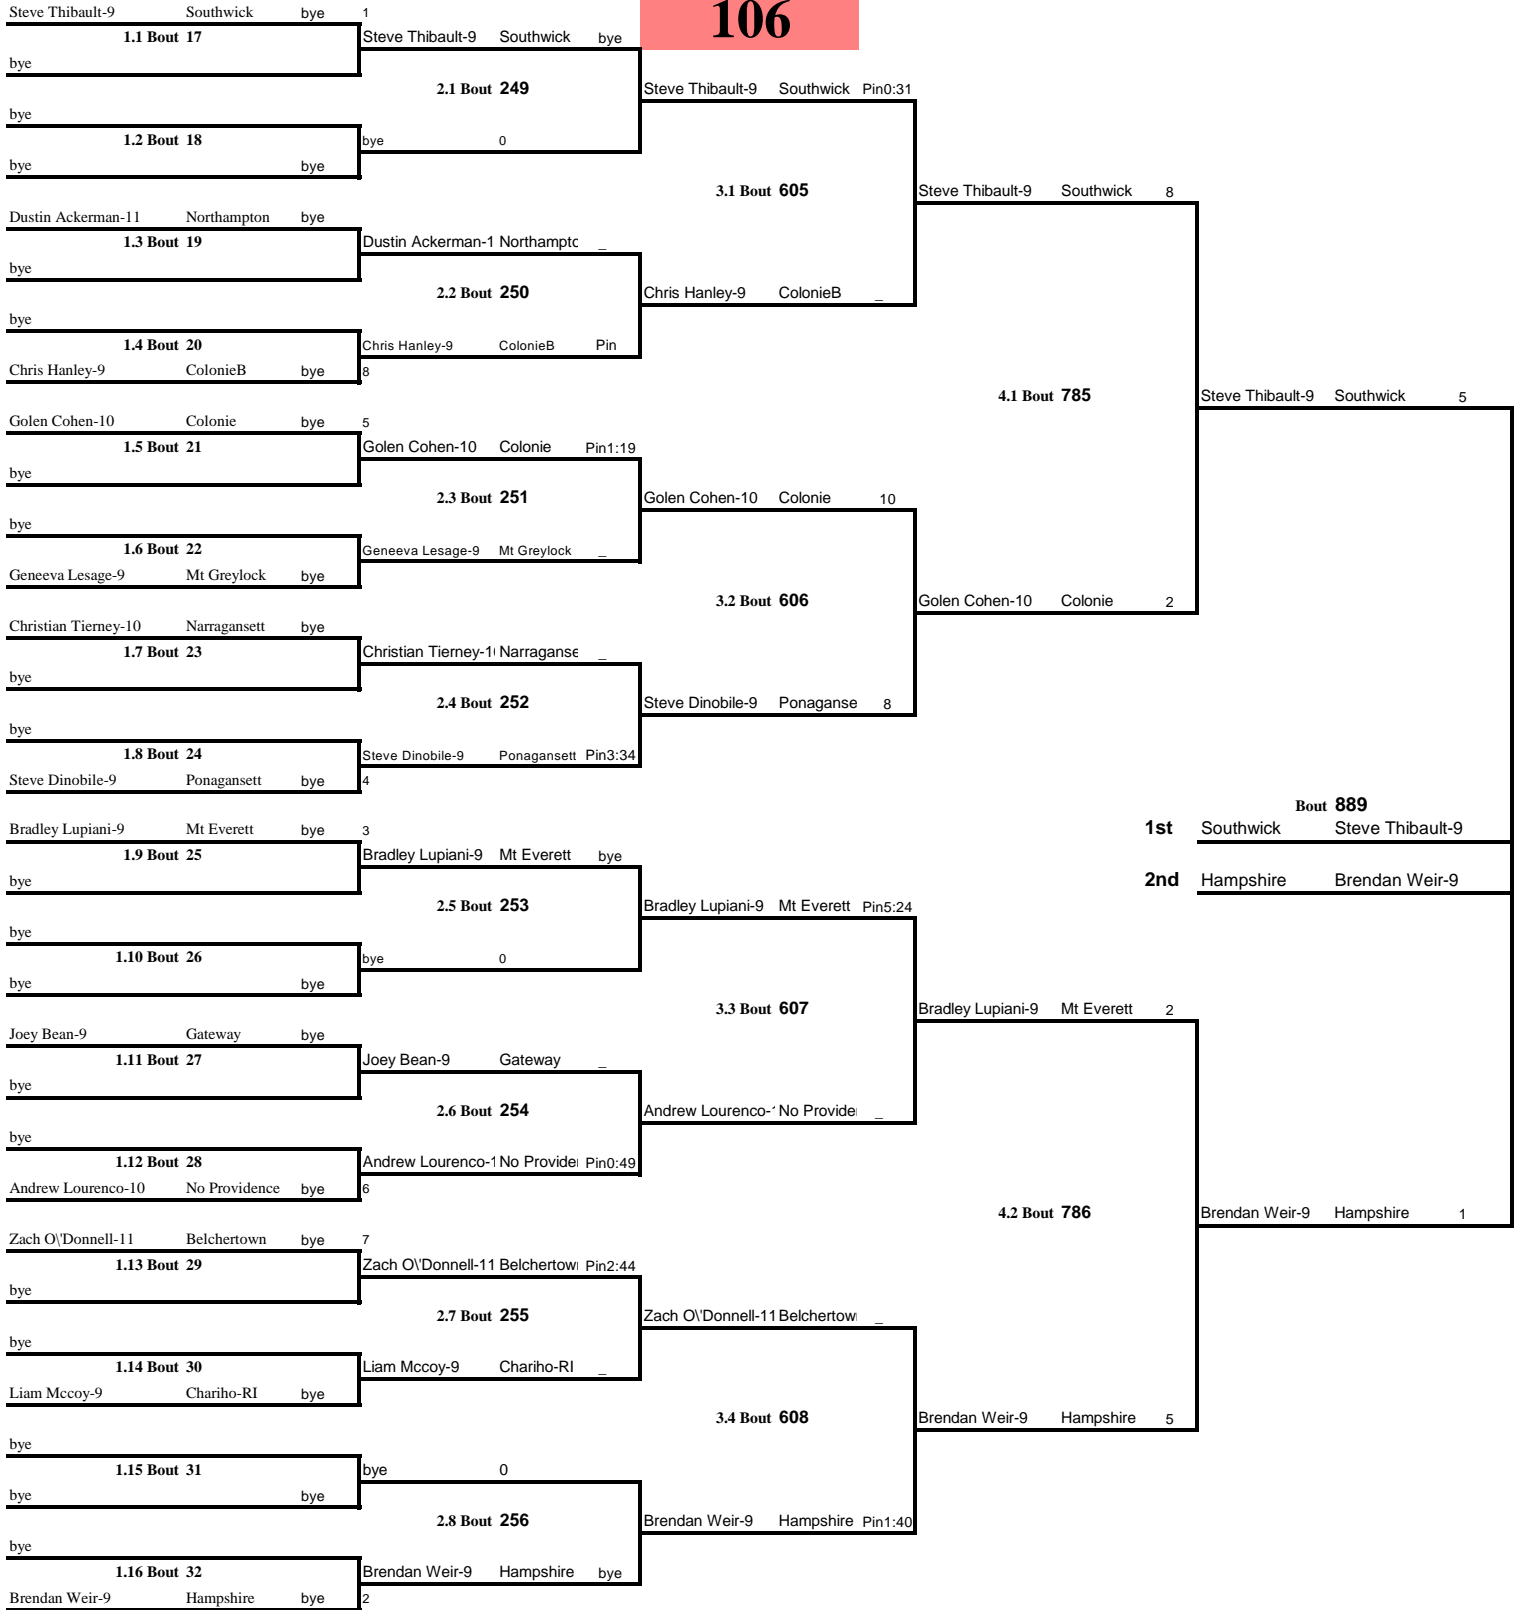 106
Steve Thibault-9 Southwick bye 1
1.1 Bout 17
Steve Thibault-9 Southwick bye
bye
2.1 Bout 249
Steve Thibault-9 Southwick Pin0:31
bye
1.2 Bout 18
bye 0
bye bye
3.1 Bout 605
Steve Thibault-9 Southwick 8
Dustin Ackerman-11 Northampton bye
1.3 Bout 19
Dustin Ackerman-1 Northamptc _
bye
2.2 Bout 250
Chris Hanley-9 ColonieB _
bye
1.4 Bout 20
Chris Hanley-9 ColonieB Pin
Chris Hanley-9 ColonieB bye 8
4.1 Bout 785
Steve Thibault-9 Southwick 5
Golen Cohen-10 Colonie bye 5
1.5 Bout 21
Golen Cohen-10 Colonie Pin1:19
bye
2.3 Bout 251
Golen Cohen-10 Colonie 10
bye
1.6 Bout 22
Geneeva Lesage-9 Mt Greylock _
Geneeva Lesage-9 Mt Greylock bye
3.2 Bout 606
Golen Cohen-10 Colonie 2
Christian Tierney-10 Narragansett bye
1.7 Bout 23
Christian Tierney-1( Narraganse _
bye
2.4 Bout 252
Steve Dinobile-9 Ponaganse 8
bye
1.8 Bout 24
Steve Dinobile-9 Ponagansett Pin3:34
Steve Dinobile-9 Ponagansett bye 4
Bout 889
1st Southwick Steve Thibault-9
Bradley Lupiani-9 Mt Everett bye 3
1.9 Bout 25
Bradley Lupiani-9 Mt Everett bye
bye
2nd Hampshire Brendan Weir-9
2.5 Bout 253
Bradley Lupiani-9 Mt Everett Pin5:24
bye
1.10 Bout 26
bye 0
bye bye
3.3 Bout 607
Bradley Lupiani-9 Mt Everett 2
Joey Bean-9 Gateway bye
1.11 Bout 27
Joey Bean-9 Gateway _
bye
2.6 Bout 254
Andrew Lourenco-1 No Provide _
bye
1.12 Bout 28
Andrew Lourenco-1 No Provide Pin0:49
Andrew Lourenco-10 No Providence bye 6
4.2 Bout 786
Brendan Weir-9 Hampshire 1
Zach O\'Donnell-11 Belchertown bye 7
1.13 Bout 29
Zach O\'Donnell-11 Belchertow Pin2:44
bye
2.7 Bout 255
Zach O\'Donnell-11 Belchertow _
bye
1.14 Bout 30
Liam Mccoy-9 Chariho-RI _
Liam Mccoy-9 Chariho-RI bye
3.4 Bout 608
Brendan Weir-9 Hampshire 5
bye
1.15 Bout 31
bye 0
bye bye
2.8 Bout 256
Brendan Weir-9 Hampshire Pin1:40
bye
1.16 Bout 32
Brendan Weir-9 Hampshire bye
Brendan Weir-9 Hampshire bye 2